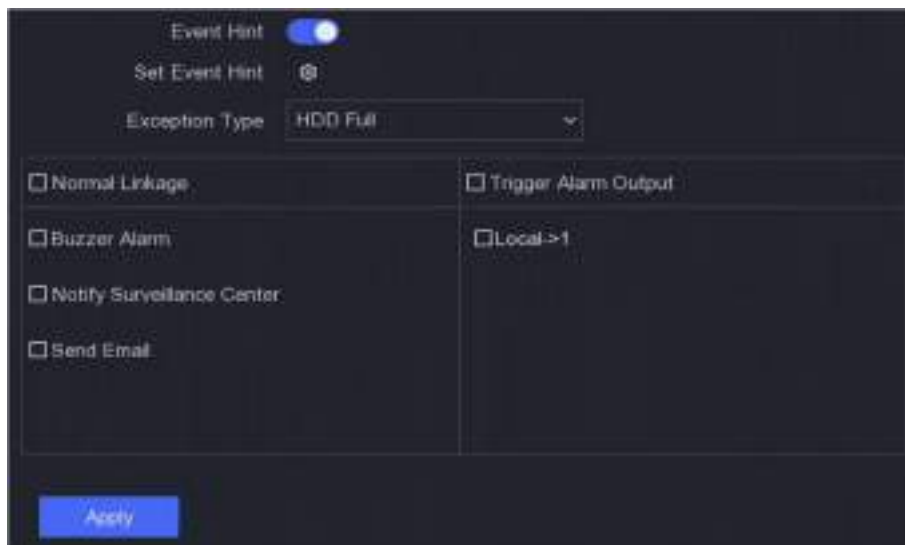 Event Hint
Set Event Hint
Exception Type HDD Full
Normal Linkage Trigger Alarm Output
Buzzer Alarm Local->1
Notify Surveillance Center
Send Email
Apply